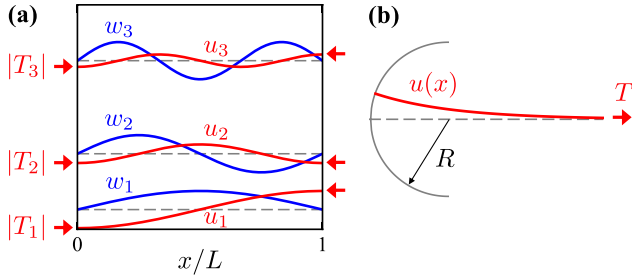 (a)
w₃
u₃
|T₃|
w₂
u₂
|T₂|
w₁
u₁
|T₁|
0
1
x/L
(b)
u(x)
T
R